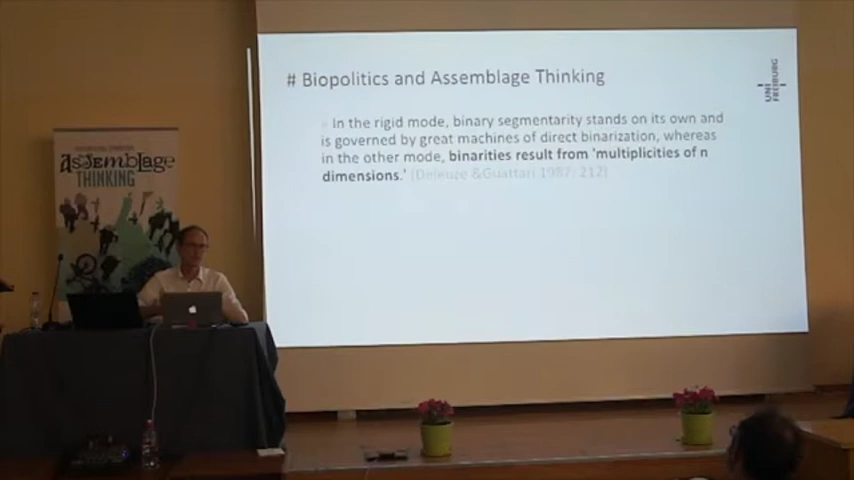 # Biopolitics and Assemblage Thinking
In the rigid mode, binary segmentarity stands on its own and
is governed by great machines of direct binarization, whereas
in the other mode, binarities result from 'multiplicities of n
dimensions.' (Deleuze &Guattari 1987: 212)
UNI
FREIBURG
Assemblage
THINKING